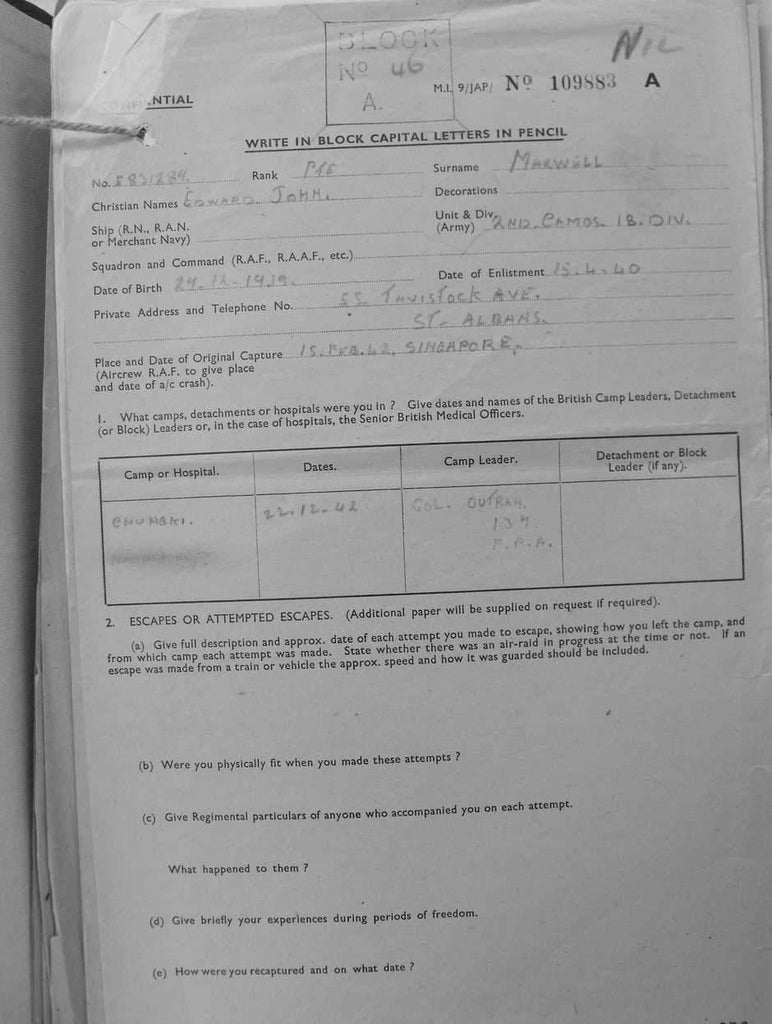 BLOCK
Nº 46
A.
NIL
M.I. 9/JAP/ Nº 109883 A
CONFIDENTIAL
WRITE IN BLOCK CAPITAL LETTERS IN PENCIL
No. 5831289. Rank PTE Surname MARWELL
Christian Names EDWARD JOHN. Decorations
Ship (R.N., R.A.N. or Merchant Navy) Unit & Div. (Army) 2ND. CAMBS. 18. DIV.
Squadron and Command (R.A.F., R.A.A.F., etc.)
Date of Birth 29.12.1919. Date of Enlistment 15.4.40
Private Address and Telephone No. 55. TAVISTOCK AVE.
ST. ALBANS.
Place and Date of Original Capture 15. FEB. 42, SINGAPORE.
(Aircrew R.A.F. to give place
and date of a/c crash).
1. What camps, detachments or hospitals were you in ? Give dates and names of the British Camp Leaders, Detachment
(or Block) Leaders or, in the case of hospitals, the Senior British Medical Officers.
Camp or Hospital. Dates. Camp Leader. Detachment or Block Leader (if any).
CHUNGKI. 22.12.42 COL. OUTRAM.
137
F.R.A.
2. ESCAPES OR ATTEMPTED ESCAPES. (Additional paper will be supplied on request if required).
(a) Give full description and approx. date of each attempt you made to escape, showing how you left the camp, and
from which camp each attempt was made. State whether there was an air-raid in progress at the time or not. If an
escape was made from a train or vehicle the approx. speed and how it was guarded should be included.
(b) Were you physically fit when you made these attempts ?
(c) Give Regimental particulars of anyone who accompanied you on each attempt.
What happened to them ?
(d) Give briefly your experiences during periods of freedom.
(e) How were you recaptured and on what date ?